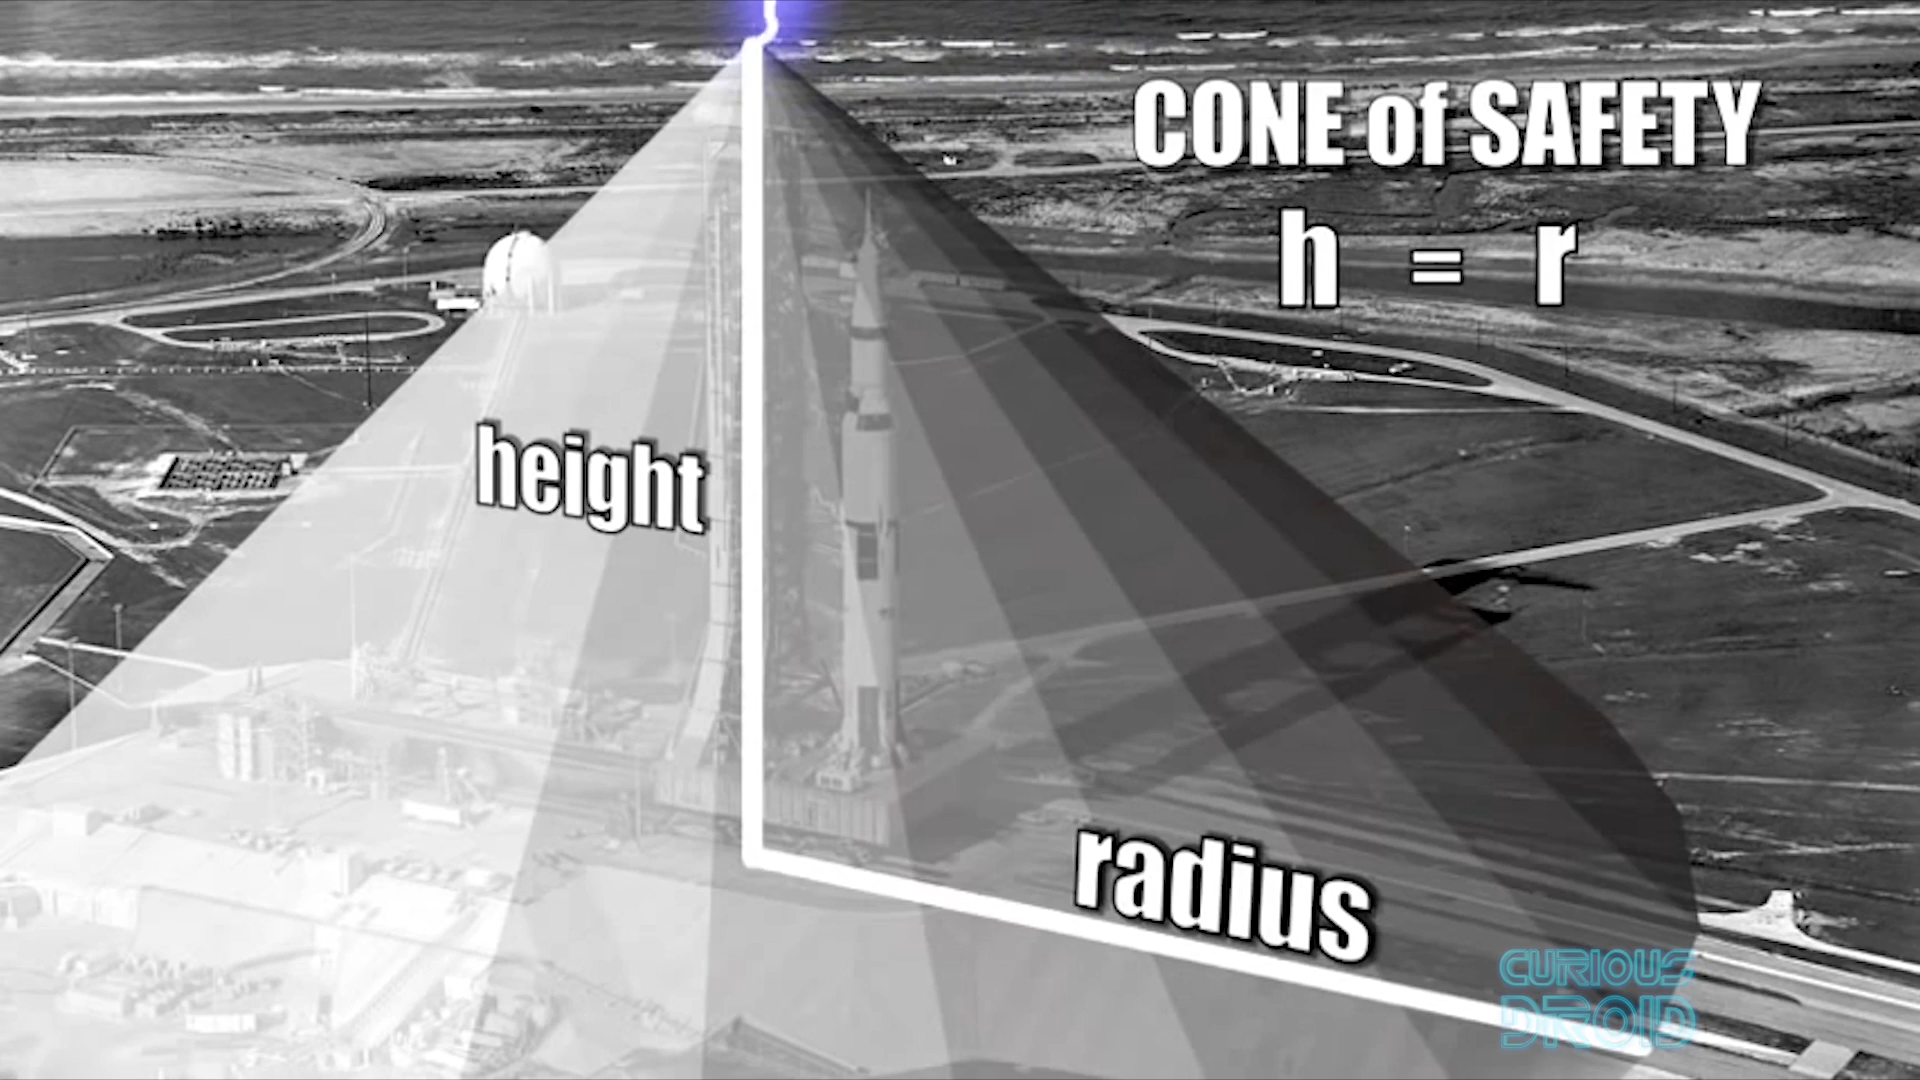 CONE of SAFETY
h = r
height
radius
CURIOUS
DROID